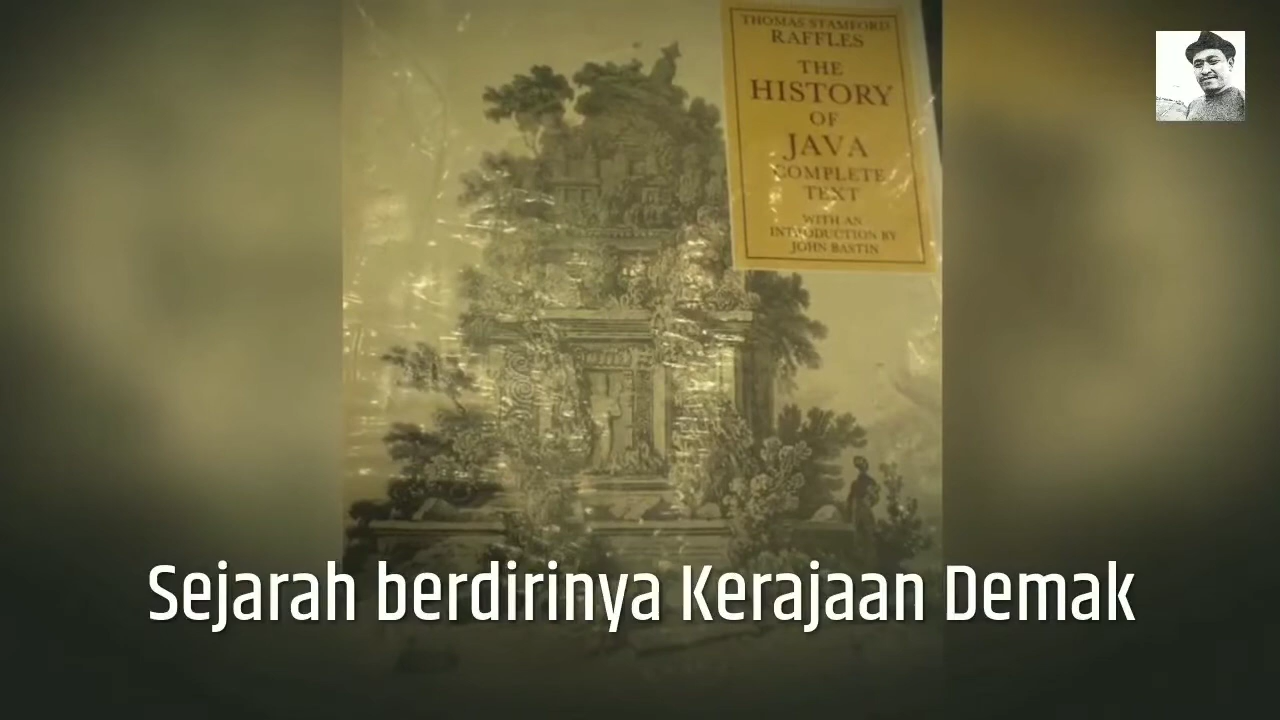 THOMAS STAMFORD
RAFFLES
THE
HISTORY
OF
JAVA
COMPLETE
TEXT
WITH AN
INTRODUCTION BY
JOHN BASTIN
Sejarah berdirinya Kerajaan Demak